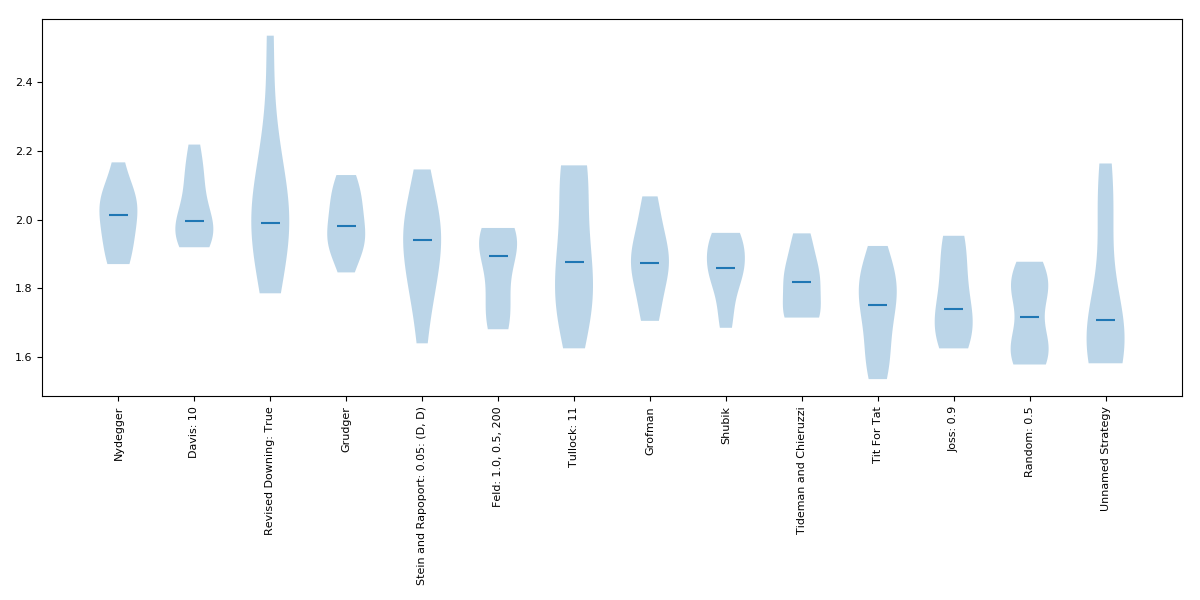 2.4
2.2
2.0
1.8
1.6
Nydegger
Davis: 10
Revised Downing: True
Grudger
Stein and Rapoport: 0.05: (D, D)
Feld: 1.0, 0.5, 200
Tullock: 11
Grofman
Shubik
Tideman and Chieruzzi
Tit For Tat
Joss: 0.9
Random: 0.5
Unnamed Strategy